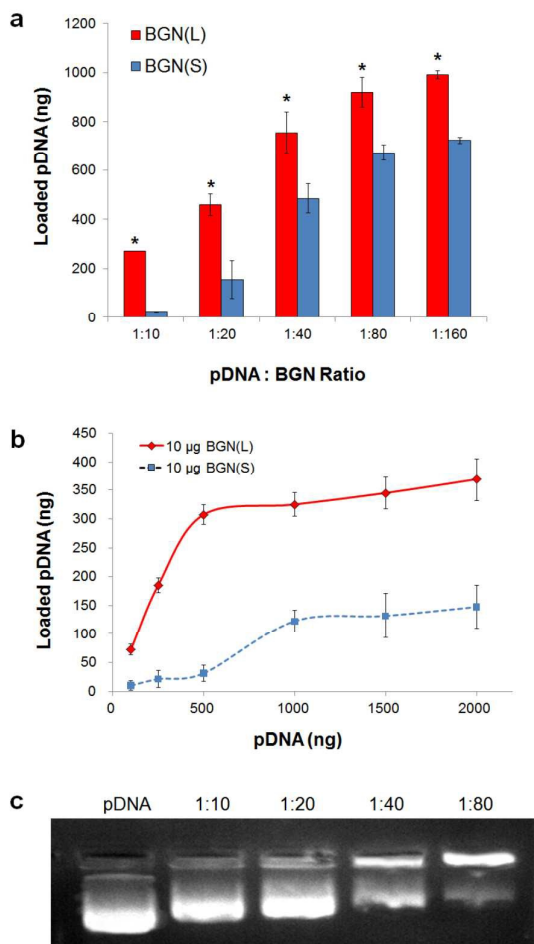 a
1200
1000
800
600
400
200
0
Loaded pDNA (ng)
BGN(L)
BGN(S)
*
*
*
*
*
1:10 1:20 1:40 1:80 1:160
pDNA : BGN Ratio
b
450
400
350
300
250
200
150
100
50
0
Loaded pDNA (ng)
10 µg BGN(L)
10 µg BGN(S)
0 500 1000 1500 2000
pDNA (ng)
c
pDNA 1:10 1:20 1:40 1:80